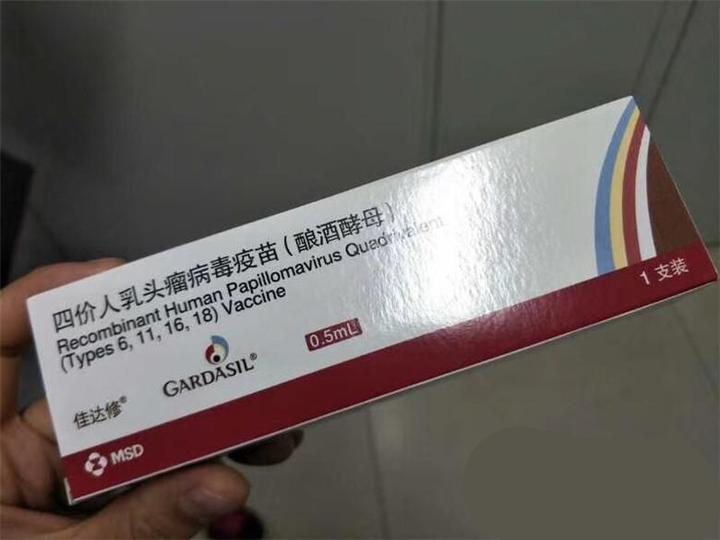 四价人乳头瘤病毒疫苗(酿酒酵母)
Recombinant Human Papillomavirus Quadrivalent
(Types 6, 11, 16, 18) Vaccine
0.5mL
1 支装
GARDASIL®
佳达修®
MSD